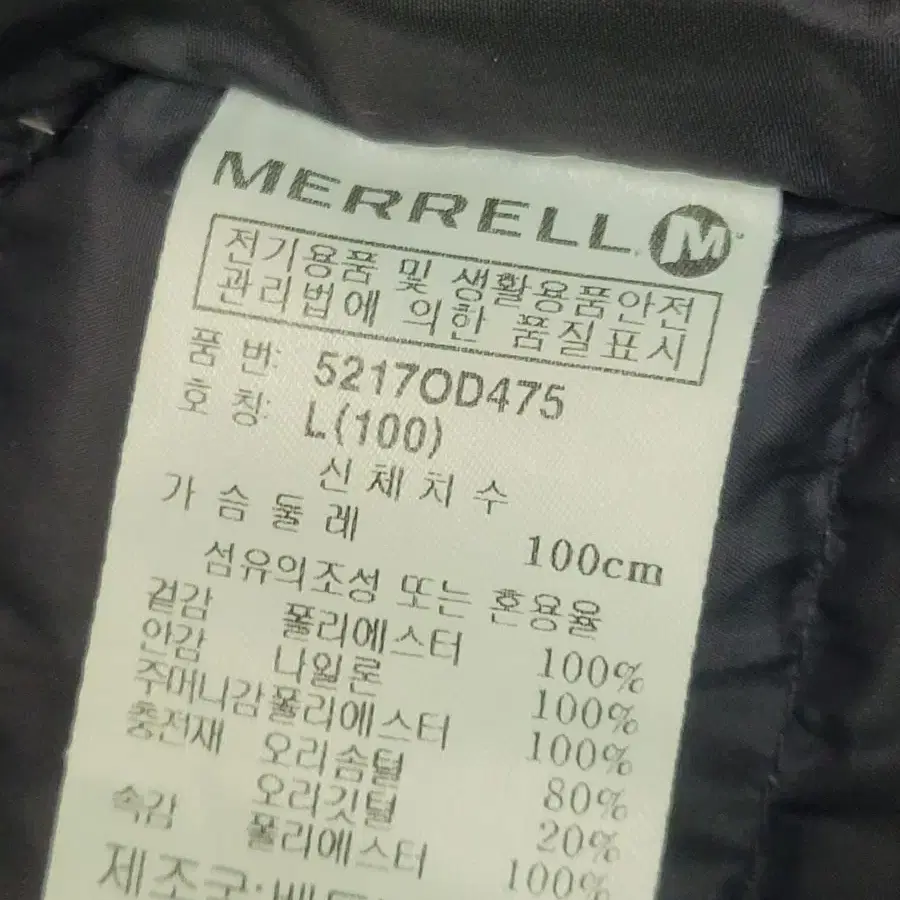 MERRELL M
전기용품 및 생활용품안전
관리법에 의한 품질표시
품 번: 5217OD475
호 칭: L(100)
신 체 치 수
가 슴 둘 레 100cm
섬유의조성 또는 혼용율
겉감 폴리에스터 100%
안감 나일론 100%
주머니감 폴리에스터 100%
충전재 오리솜털 80%
오리깃털 20%
속감 폴리에스터 100%
제조국: